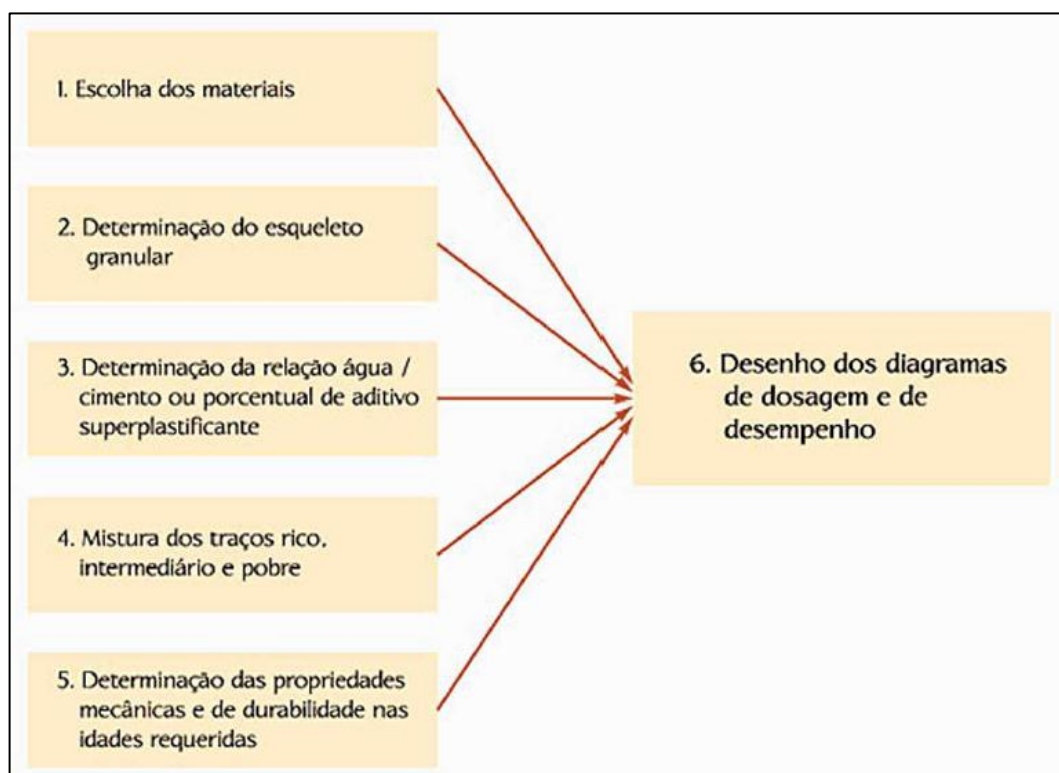 1. Escolha dos materiais
2. Determinação do esqueleto
granular
3. Determinação da relação água /
cimento ou porcentual de aditivo
superplastificante
4. Mistura dos traços rico,
intermediário e pobre
5. Determinação das propriedades
mecânicas e de durabilidade nas
idades requeridas
6. Desenho dos diagramas
de dosagem e de
desempenho